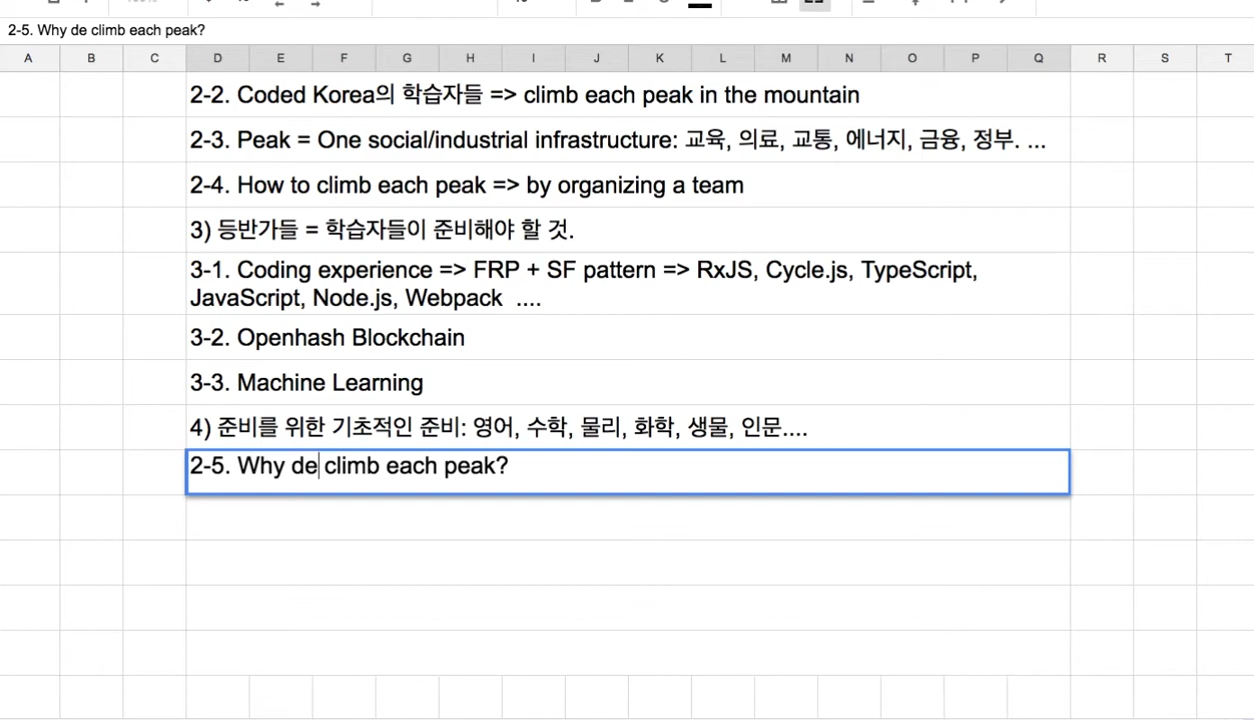 2-5. Why de climb each peak?
A B C D E F G H I J K L M N O P Q R S T
2-2. Coded Korea의 학습자들 => climb each peak in the mountain
2-3. Peak = One social/industrial infrastructure: 교육, 의료, 교통, 에너지, 금융, 정부. ...
2-4. How to climb each peak => by organizing a team
3) 등반가들 = 학습자들이 준비해야 할 것.
3-1. Coding experience => FRP + SF pattern => RxJS, Cycle.js, TypeScript,
JavaScript, Node.js, Webpack ....
3-2. Openhash Blockchain
3-3. Machine Learning
4) 준비를 위한 기초적인 준비: 영어, 수학, 물리, 화학, 생물, 인문....
2-5. Why de climb each peak?